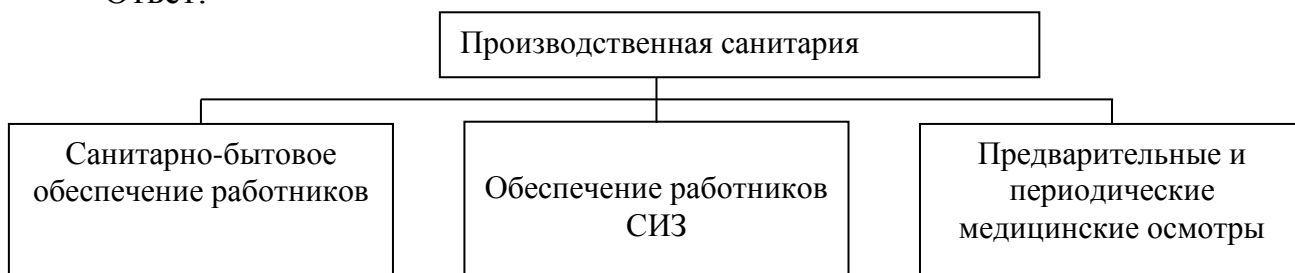 Производственная санитария
Санитарно-бытовое
обеспечение работников
Обеспечение работников
СИЗ
Предварительные и
периодические
медицинские осмотры